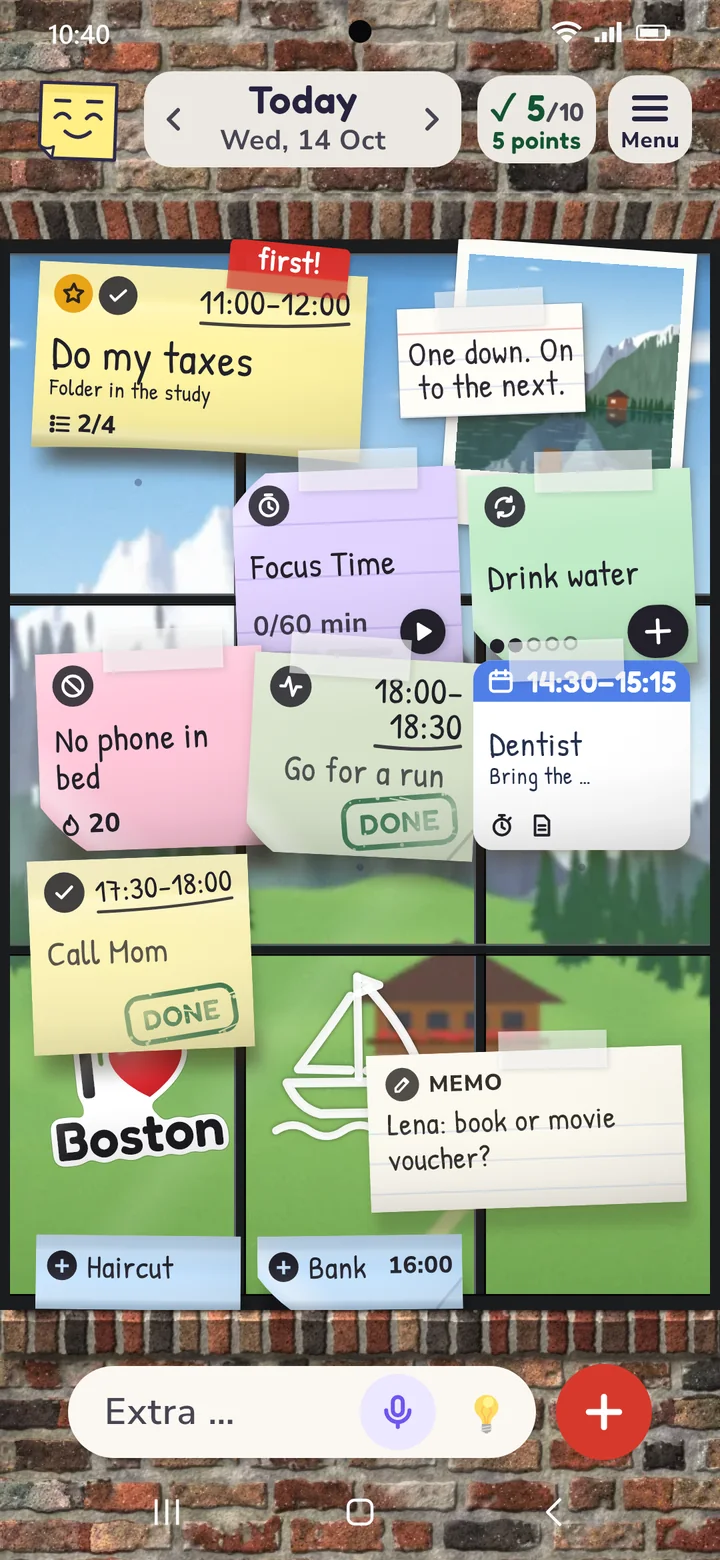 10:40
Today
Wed, 14 Oct
5/10
5 points
Menu
first!
11:00–12:00
Do my taxes
Folder in the study
2/4
One down. On
to the next.
Focus Time
0/60 min
Drink water
No phone in
bed
20
18:00–
18:30
Go for a run
DONE
14:30–15:15
Dentist
Bring the ...
17:30–18:00
Call Mom
DONE
I
Boston
MEMO
Lena: book or movie
voucher?
Haircut
Bank 16:00
Extra ...